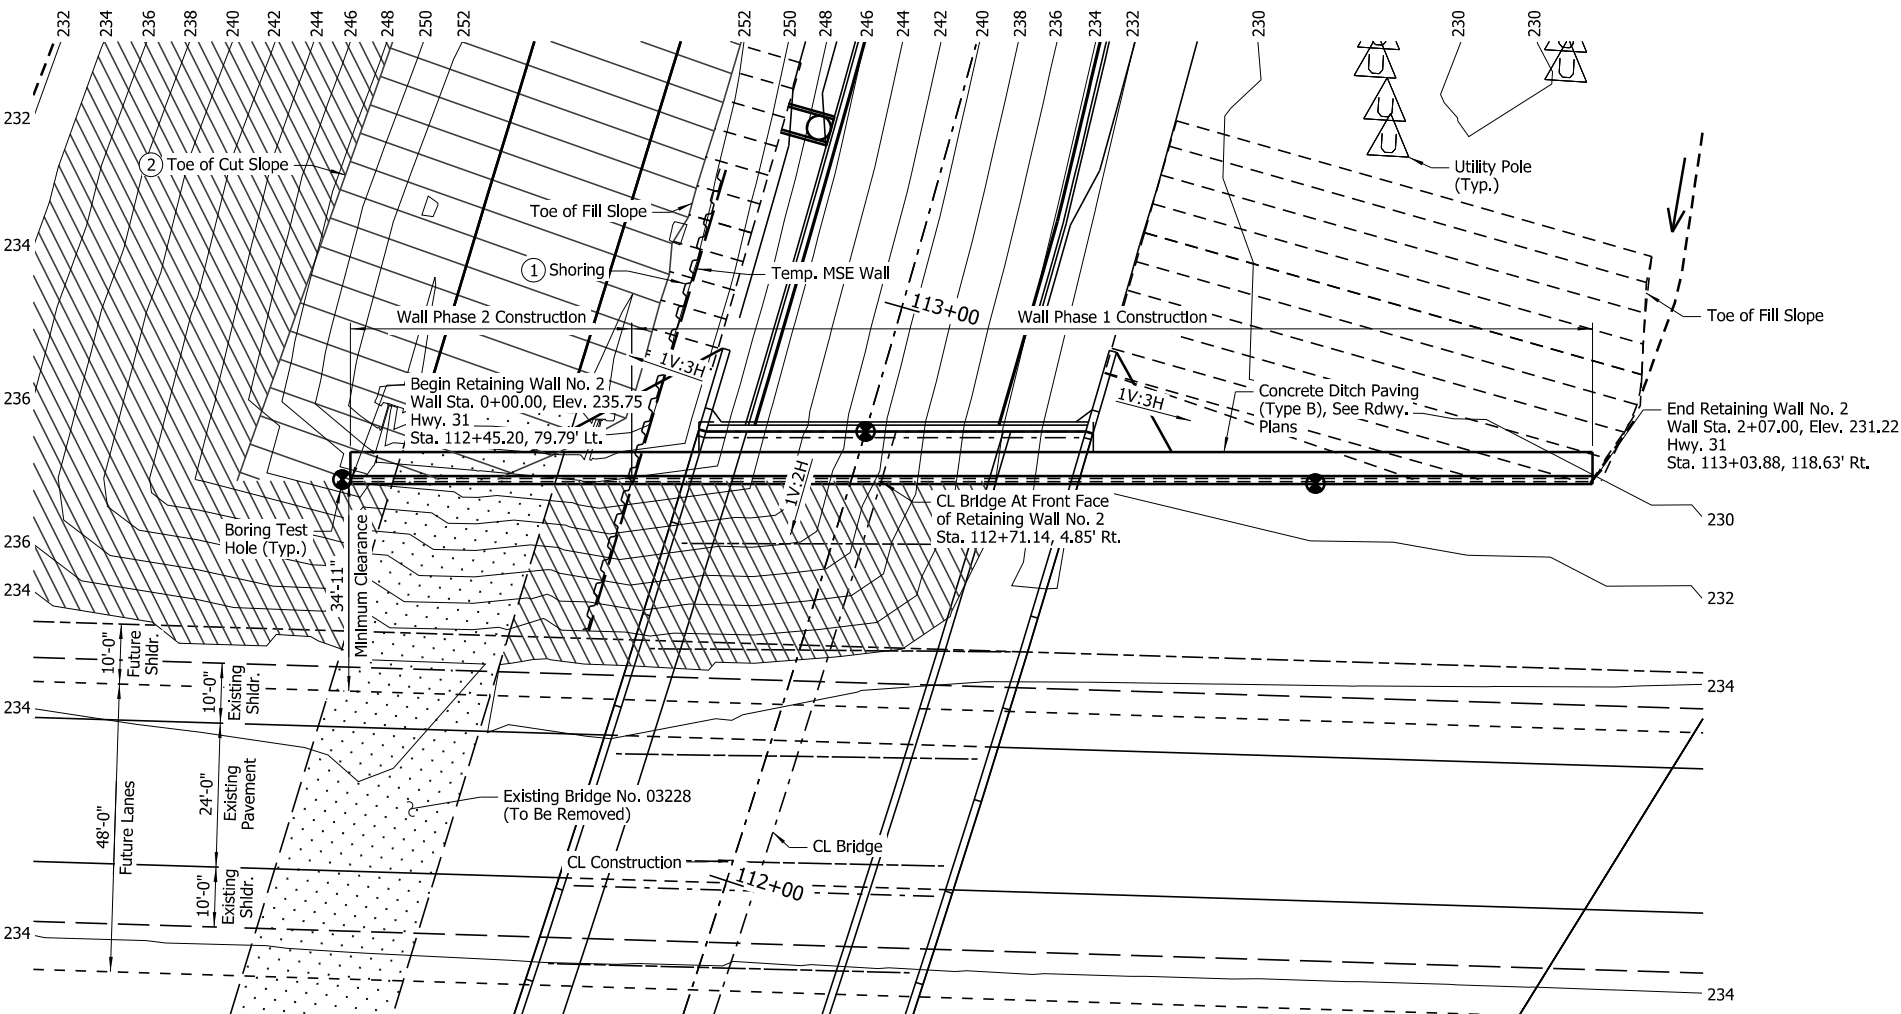 232 234 236 238 240 242 244 246 248 250 252 252 250 248 246 244 242 240 238 236 234 232 230 230 230
232
2 Toe of Cut Slope
Utility Pole
(Typ.)
Toe of Fill Slope
234
1 Shoring
Temp. MSE Wall
113+00
Wall Phase 2 Construction
Wall Phase 1 Construction
Toe of Fill Slope
1V:3H
1V:3H
236
Begin Retaining Wall No. 2
Wall Sta. 0+00.00, Elev. 235.75
Hwy. 31
Sta. 112+45.20, 79.79' Lt.
Concrete Ditch Paving
(Type B), See Rdwy.
Plans
End Retaining Wall No. 2
Wall Sta. 2+07.00, Elev. 231.22
Hwy. 31
Sta. 113+03.88, 118.63' Rt.
1V:2H
CL Bridge At Front Face
of Retaining Wall No. 2
Sta. 112+71.14, 4.85' Rt.
Boring Test
Hole (Typ.)
34'-11"
Minimum Clearance
230
236
234
232
10'-0"
Future
Shldr.
10'-0"
Existing
Shldr.
234
234
48'-0"
Future Lanes
24'-0"
Existing
Pavement
Existing Bridge No. 03228
(To Be Removed)
CL Bridge
CL Construction
112+00
10'-0"
Existing
Shldr.
234
234